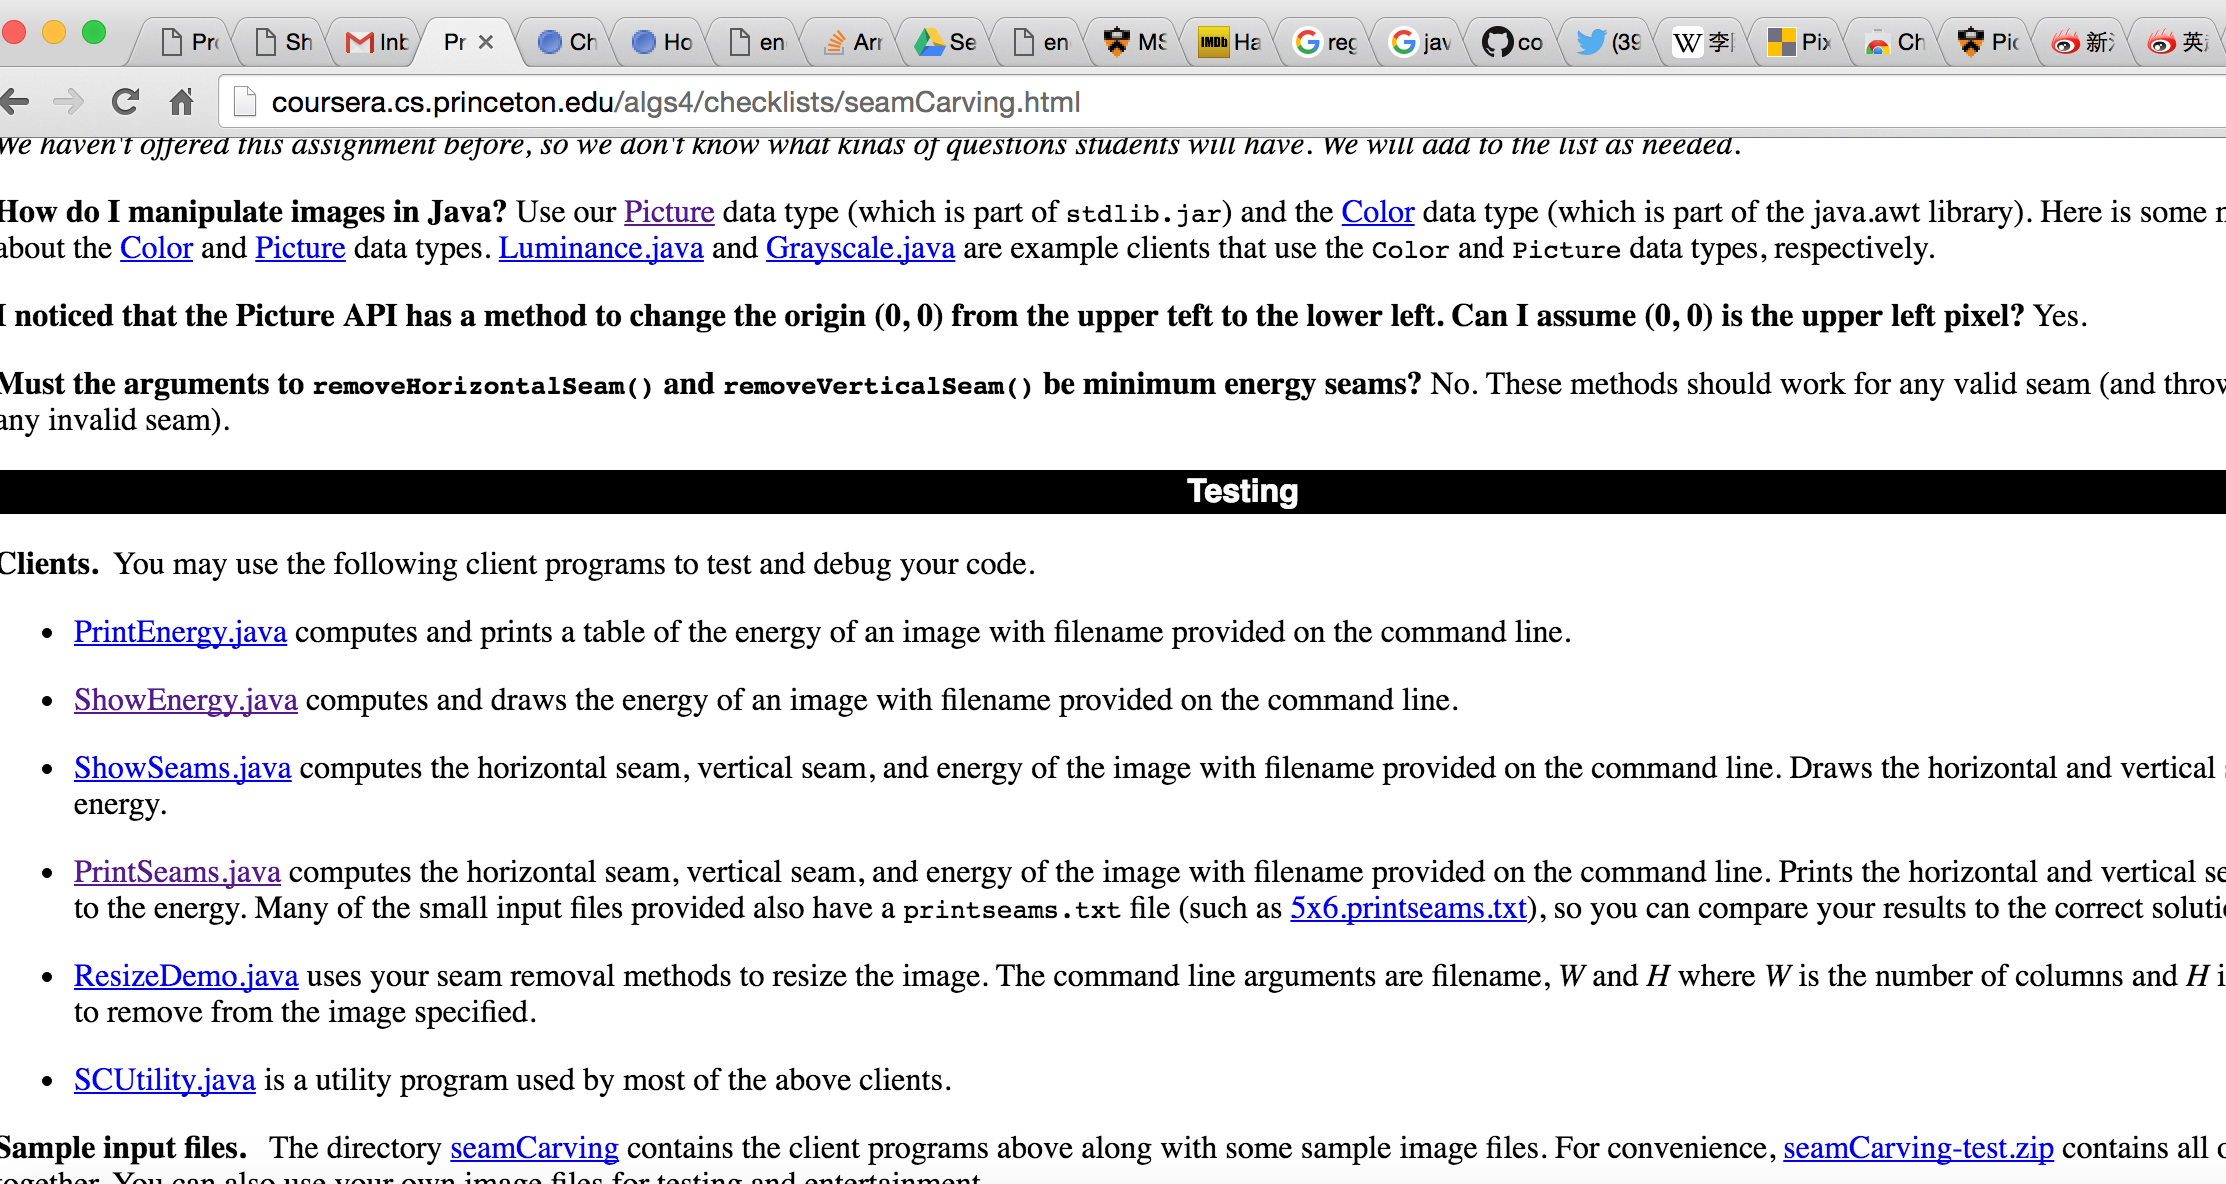 Pr Sh Inb Pr Ch Ho en Arr Se en MS IMDb Ha reg jav co (39 W 李 Pix Ch Pic 新 英
coursera.cs.princeton.edu/algs4/checklists/seamCarving.html
We haven't offered this assignment before, so we don't know what kinds of questions students will have. We will add to the list as needed.
How do I manipulate images in Java? Use our Picture data type (which is part of stdlib.jar) and the Color data type (which is part of the java.awt library). Here is some
about the Color and Picture data types. Luminance.java and Grayscale.java are example clients that use the Color and Picture data types, respectively.
I noticed that the Picture API has a method to change the origin (0, 0) from the upper teft to the lower left. Can I assume (0, 0) is the upper left pixel? Yes.
Must the arguments to removeHorizontalSeam() and removeVerticalSeam() be minimum energy seams? No. These methods should work for any valid seam (and throw
any invalid seam).
Testing
Clients. You may use the following client programs to test and debug your code.
• PrintEnergy.java computes and prints a table of the energy of an image with filename provided on the command line.
• ShowEnergy.java computes and draws the energy of an image with filename provided on the command line.
• ShowSeams.java computes the horizontal seam, vertical seam, and energy of the image with filename provided on the command line. Draws the horizontal and vertical
energy.
• PrintSeams.java computes the horizontal seam, vertical seam, and energy of the image with filename provided on the command line. Prints the horizontal and vertical se
to the energy. Many of the small input files provided also have a printseams.txt file (such as 5x6.printseams.txt), so you can compare your results to the correct soluti
• ResizeDemo.java uses your seam removal methods to resize the image. The command line arguments are filename, W and H where W is the number of columns and H i
to remove from the image specified.
• SCUtility.java is a utility program used by most of the above clients.
Sample input files. The directory seamCarving contains the client programs above along with some sample image files. For convenience, seamCarving-test.zip contains all
together. You can also use your own image files for testing and entertainment.